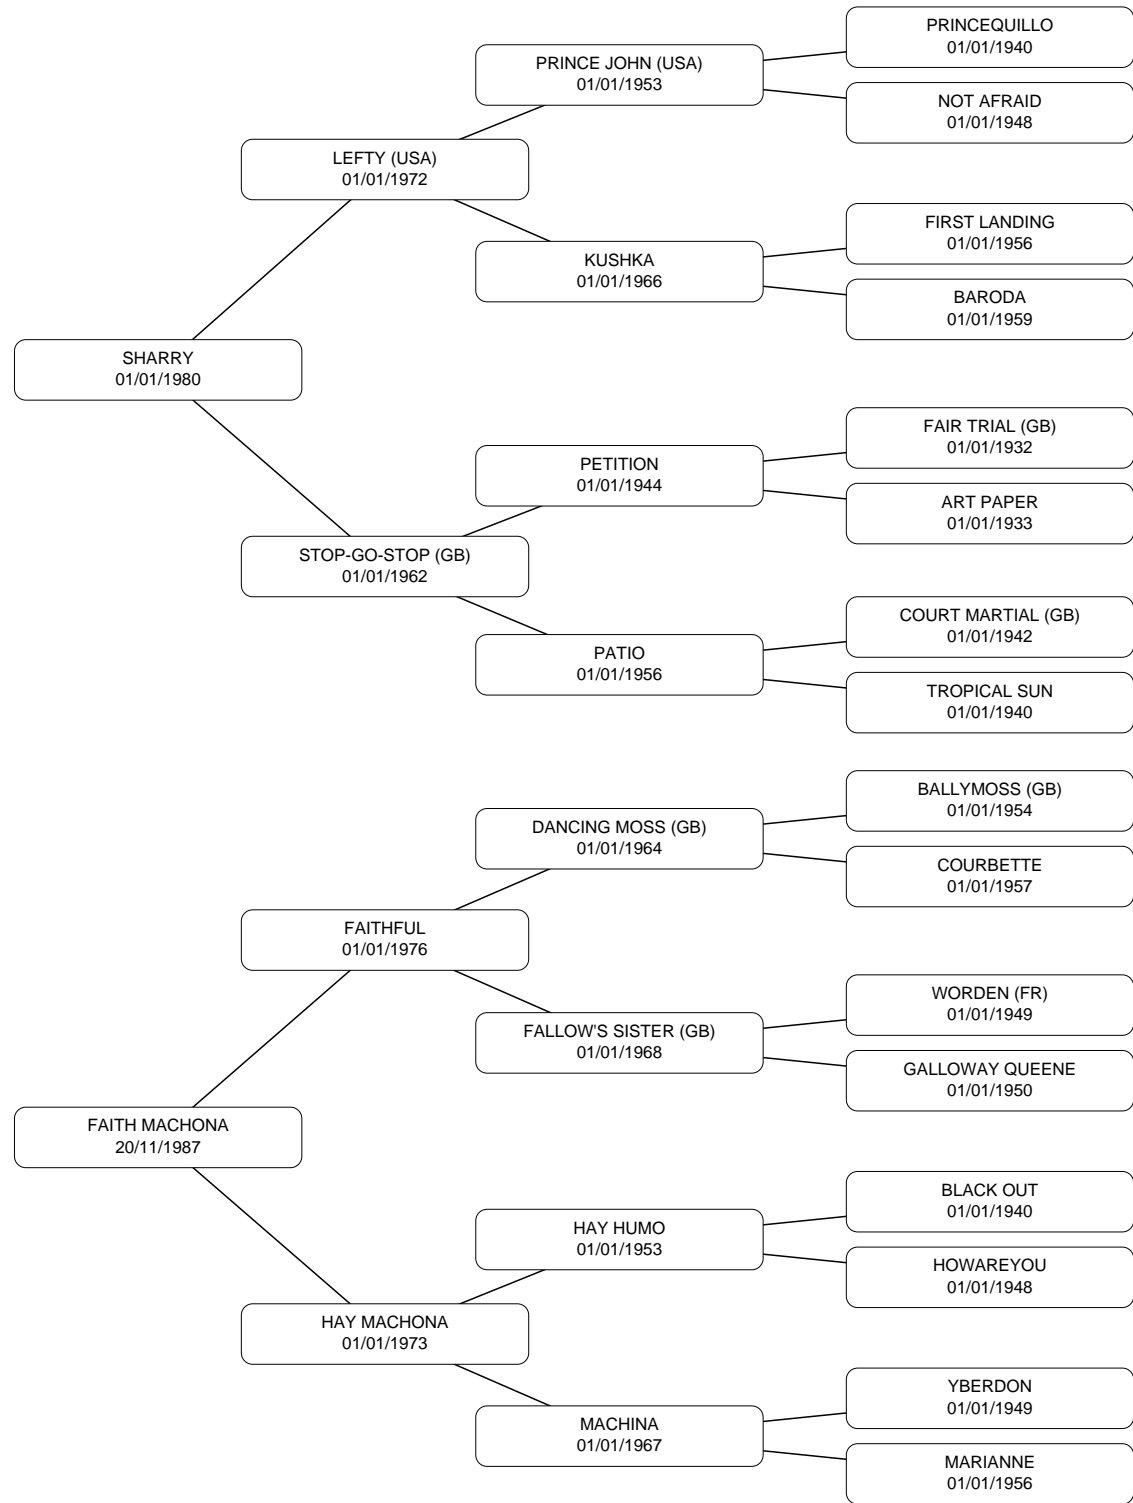 PRINCEQUILLO
01/01/1940
PRINCE JOHN (USA)
01/01/1953
NOT AFRAID
01/01/1948
LEFTY (USA)
01/01/1972
FIRST LANDING
01/01/1956
KUSHKA
01/01/1966
BARODA
01/01/1959
SHARRY
01/01/1980
FAIR TRIAL (GB)
01/01/1932
PETITION
01/01/1944
ART PAPER
01/01/1933
STOP-GO-STOP (GB)
01/01/1962
COURT MARTIAL (GB)
01/01/1942
PATIO
01/01/1956
TROPICAL SUN
01/01/1940
BALLYMOSS (GB)
01/01/1954
DANCING MOSS (GB)
01/01/1964
COURBETTE
01/01/1957
FAITHFUL
01/01/1976
WORDEN (FR)
01/01/1949
FALLOW'S SISTER (GB)
01/01/1968
GALLOWAY QUEENE
01/01/1950
FAITH MACHONA
20/11/1987
BLACK OUT
01/01/1940
HAY HUMO
01/01/1953
HOWAREYOU
01/01/1948
HAY MACHONA
01/01/1973
YBERDON
01/01/1949
MACHINA
01/01/1967
MARIANNE
01/01/1956